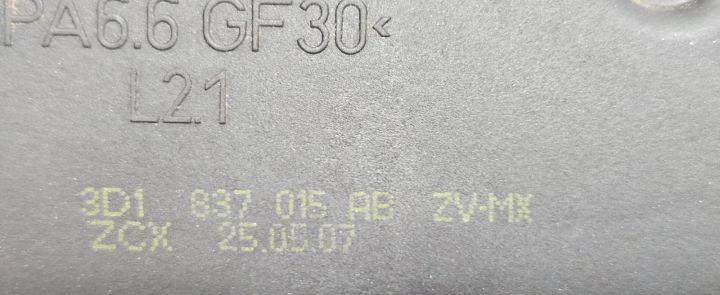 PA6.6 GF30<
L2.1
3D1 837 015 AB ZV-MX
ZCX 25.05.07